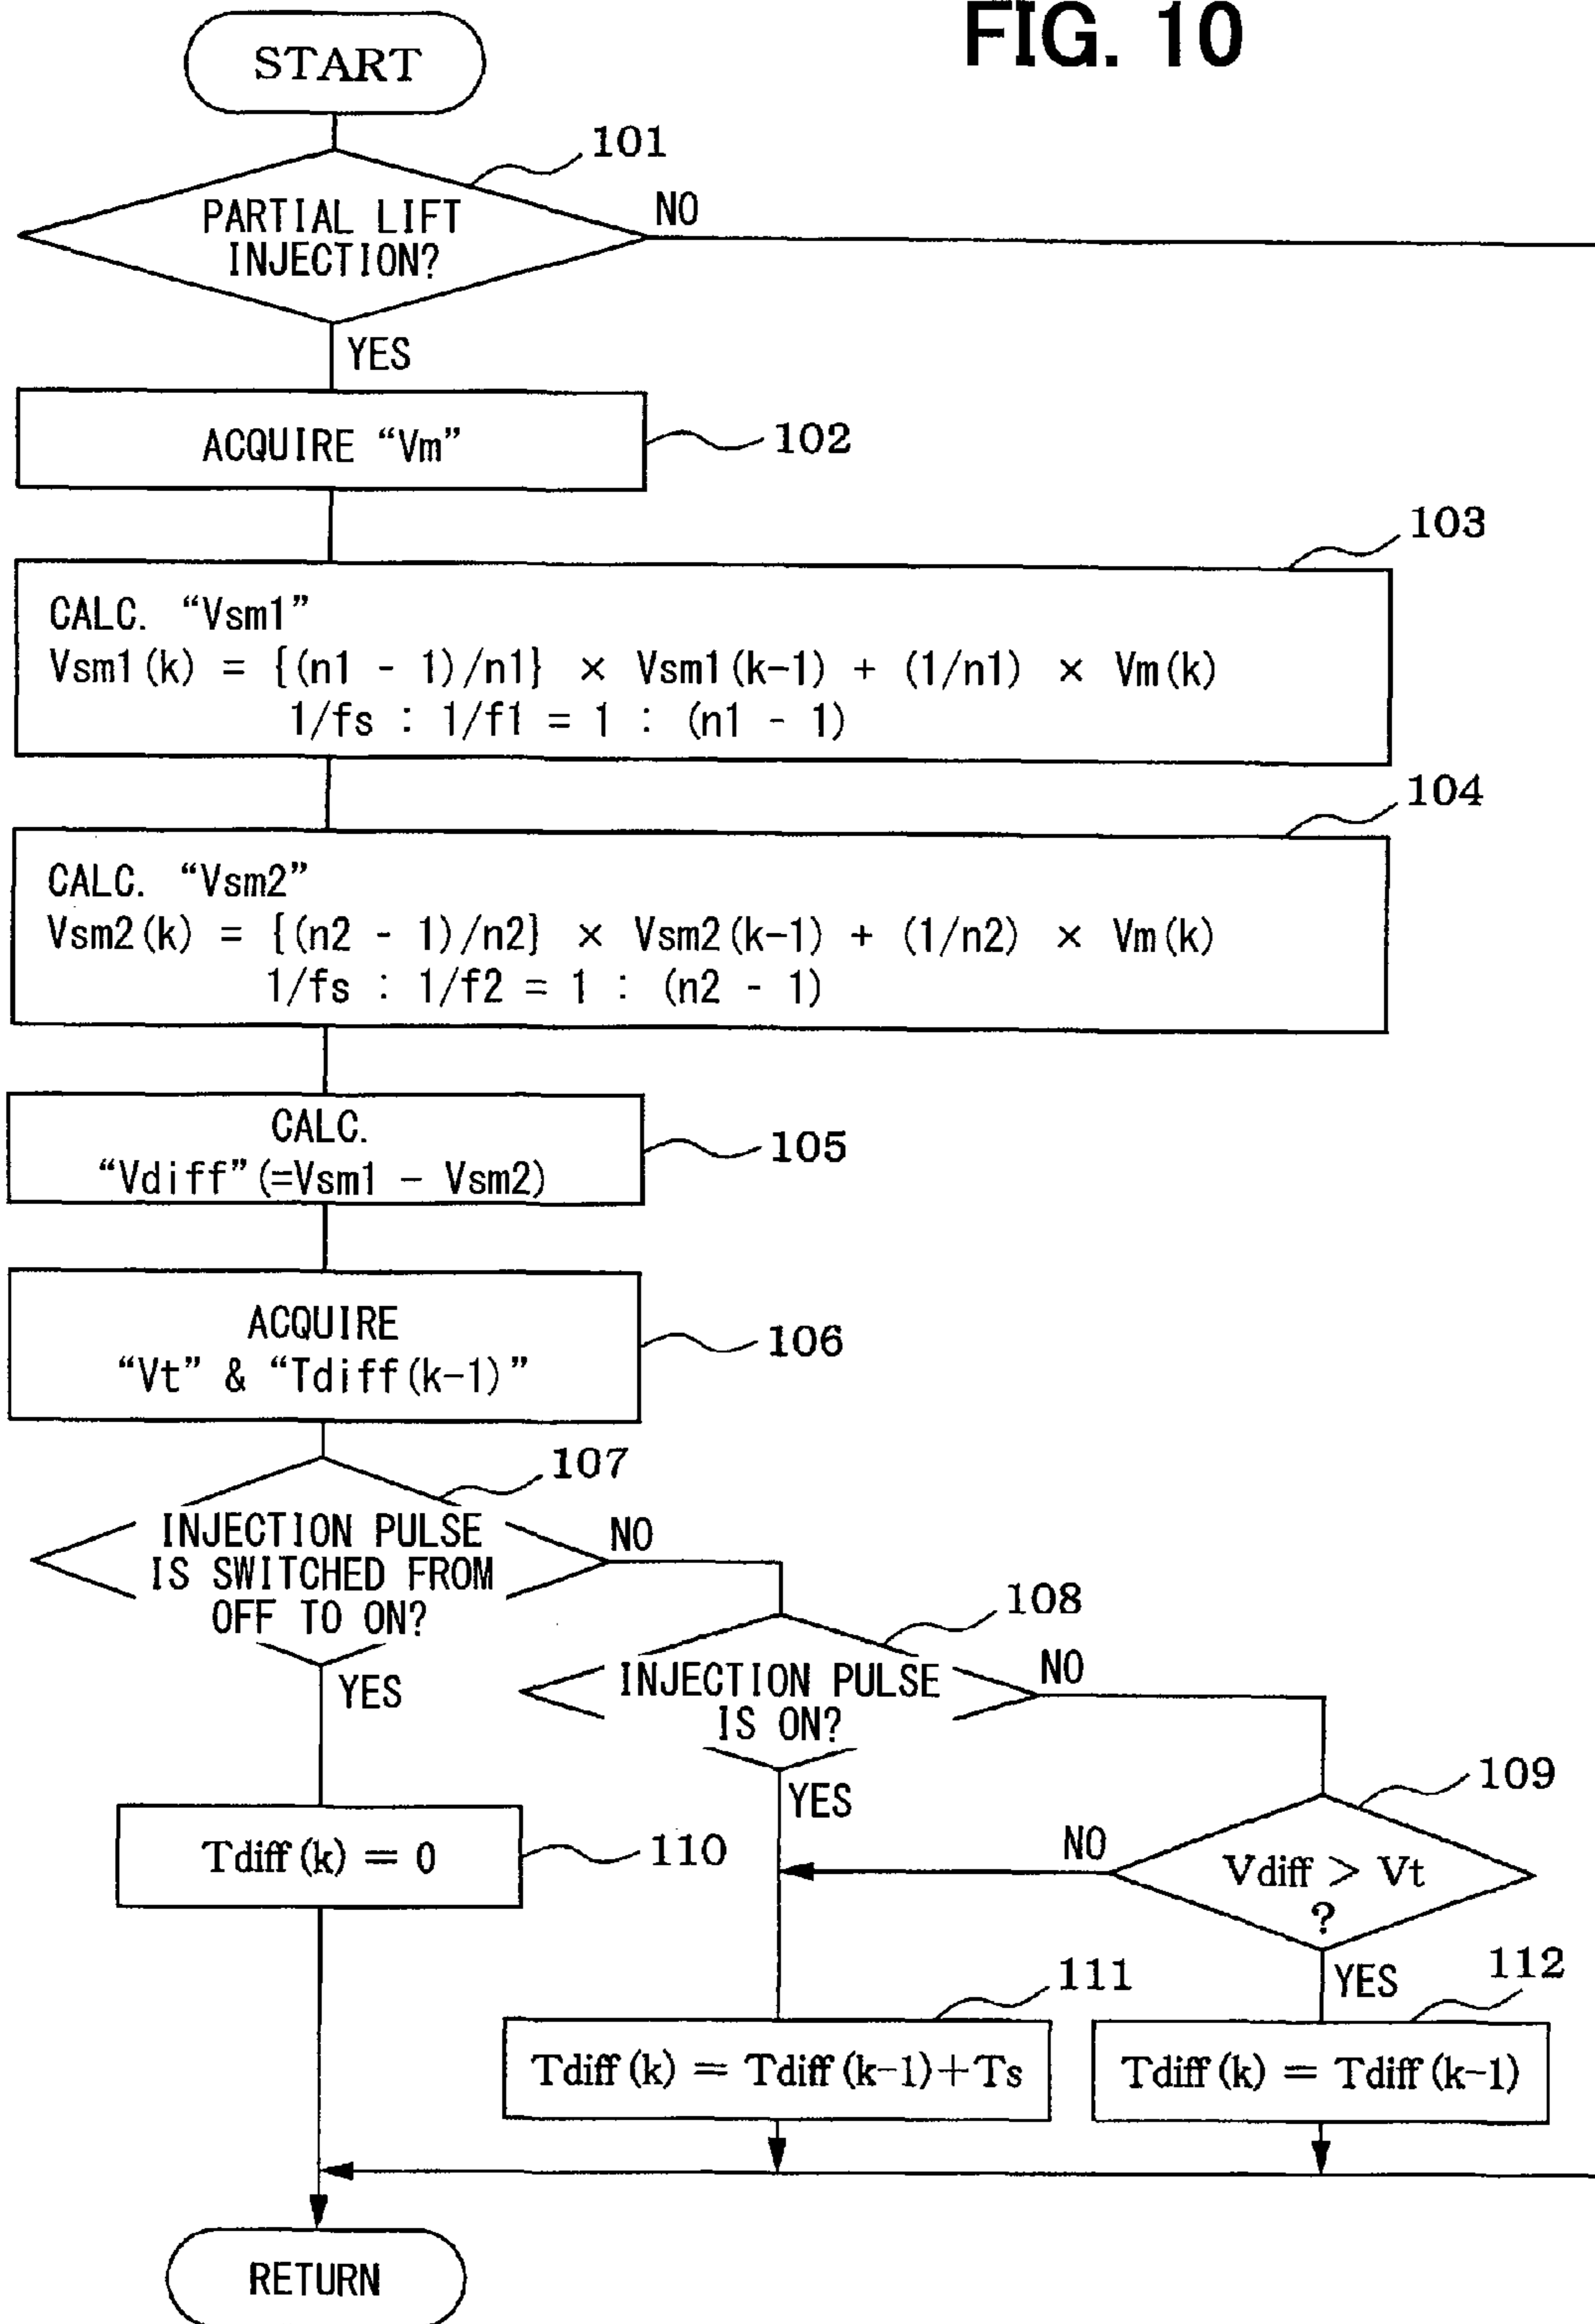 FIG. 10
START
101
PARTIAL LIFT
INJECTION?
NO
YES
ACQUIRE “Vm”
102
103
CALC. “Vsm1”
Vsm1(k) = {(n1 - 1)/n1} × Vsm1(k-1) + (1/n1) × Vm(k)
1/fs : 1/f1 = 1 : (n1 - 1)
104
CALC. “Vsm2”
Vsm2(k) = {(n2 - 1)/n2} × Vsm2(k-1) + (1/n2) × Vm(k)
1/fs : 1/f2 = 1 : (n2 - 1)
CALC.
“Vdiff”(=Vsm1 – Vsm2)
105
ACQUIRE
“Vt” & “Tdiff(k-1)”
106
107
INJECTION PULSE
IS SWITCHED FROM
OFF TO ON?
NO
YES
108
INJECTION PULSE
IS ON?
NO
YES
109
Vdiff > Vt
?
NO
YES
Tdiff(k) = 0
110
111
Tdiff(k) = Tdiff(k-1)+Ts
112
Tdiff(k) = Tdiff(k-1)
RETURN